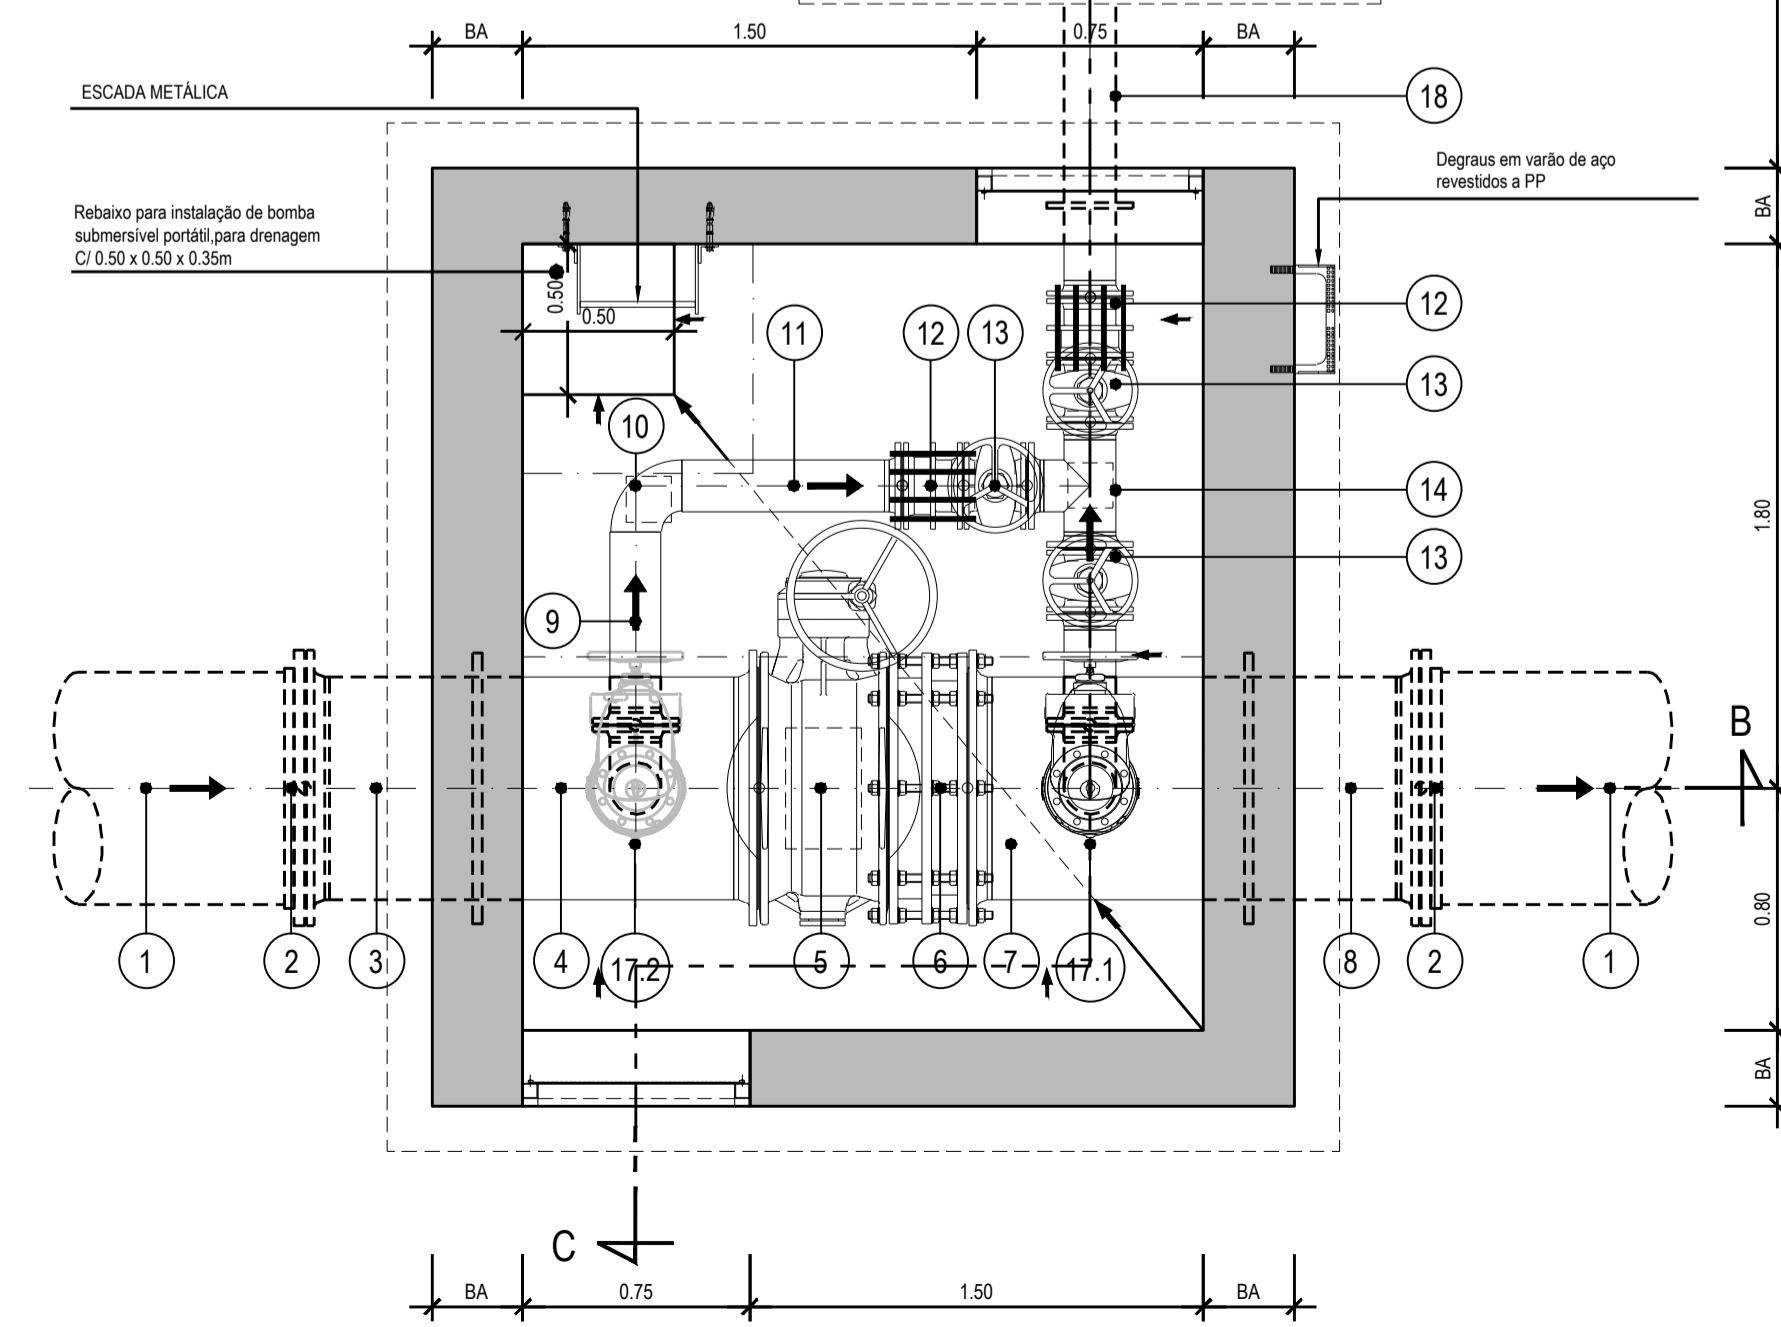 BA
1.50
0.75
BA
ESCADA METÁLICA
18
Degraus em varão de aço
revestidos a PP
BA
Rebaixo para instalação de bomba
submersível portátil,para drenagem
C/ 0.50 x 0.50 x 0.35m
0.50
0.50
11
12
13
12
13
10
14
1.80
13
9
B
0.80
1
2
3
4
17.2
5
6
7
17.1
8
2
1
BA
C
BA
0.75
1.50
BA